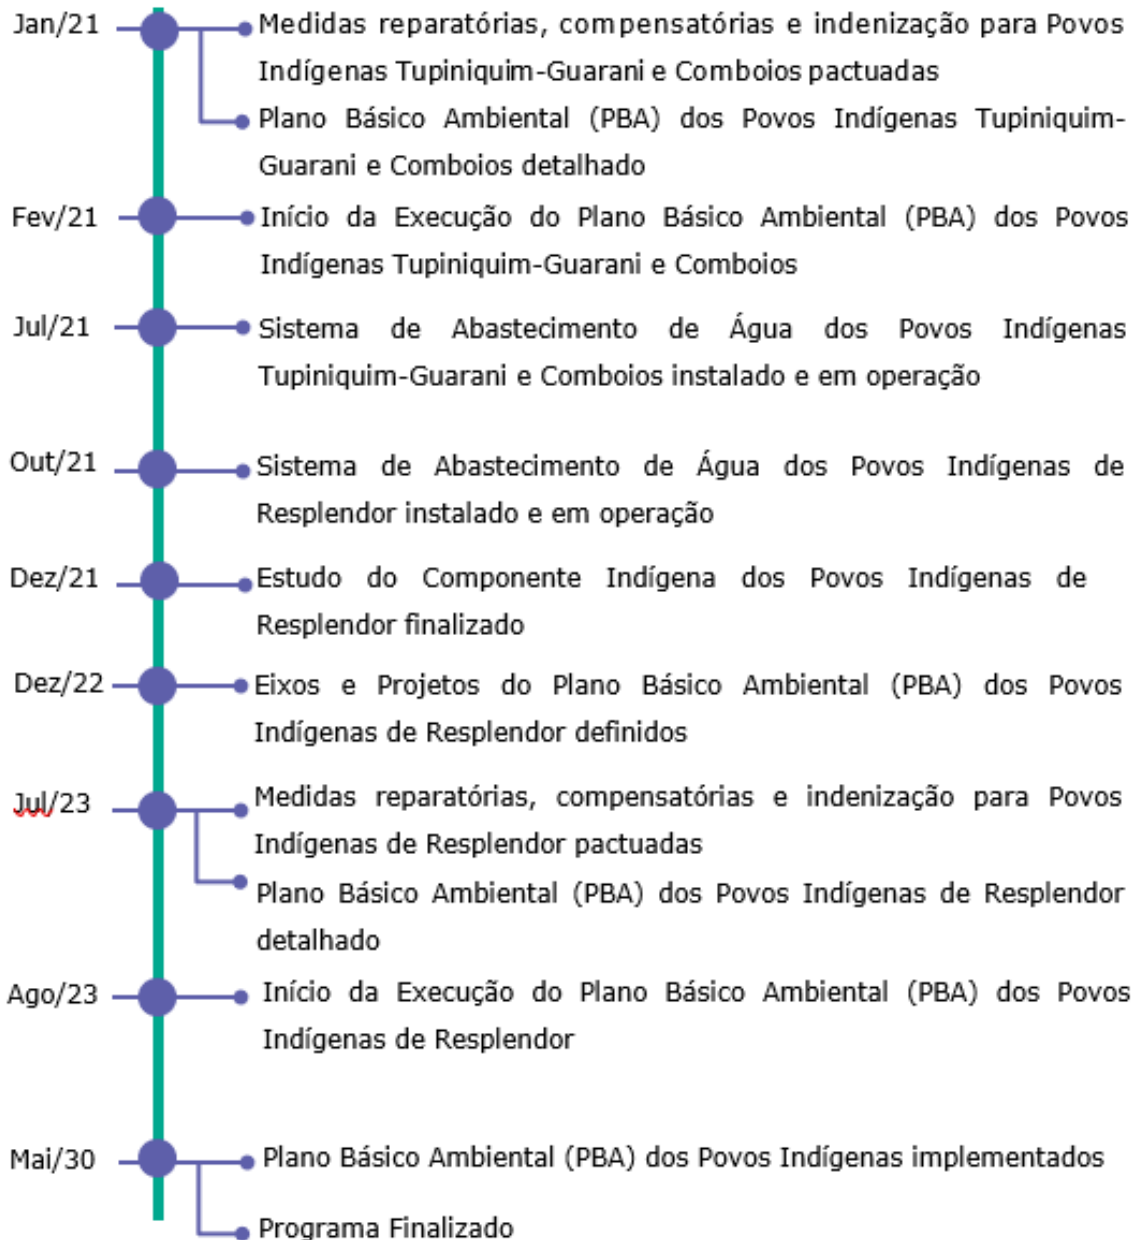 Jan/21
Medidas reparatórias, compensatórias e indenização para Povos
Indígenas Tupiniquim-Guarani e Comboios pactuadas
Plano Básico Ambiental (PBA) dos Povos Indígenas Tupiniquim-
Guarani e Comboios detalhado
Fev/21
Início da Execução do Plano Básico Ambiental (PBA) dos Povos
Indígenas Tupiniquim-Guarani e Comboios
Jul/21
Sistema de Abastecimento de Água dos Povos Indígenas
Tupiniquim-Guarani e Comboios instalado e em operação
Out/21
Sistema de Abastecimento de Água dos Povos Indígenas de
Resplendor instalado e em operação
Dez/21
Estudo do Componente Indígena dos Povos Indígenas de
Resplendor finalizado
Dez/22
Eixos e Projetos do Plano Básico Ambiental (PBA) dos Povos
Indígenas de Resplendor definidos
Jul/23
Medidas reparatórias, compensatórias e indenização para Povos
Indígenas de Resplendor pactuadas
Plano Básico Ambiental (PBA) dos Povos Indígenas de Resplendor
detalhado
Ago/23
Início da Execução do Plano Básico Ambiental (PBA) dos Povos
Indígenas de Resplendor
Mai/30
Plano Básico Ambiental (PBA) dos Povos Indígenas implementados
Programa Finalizado